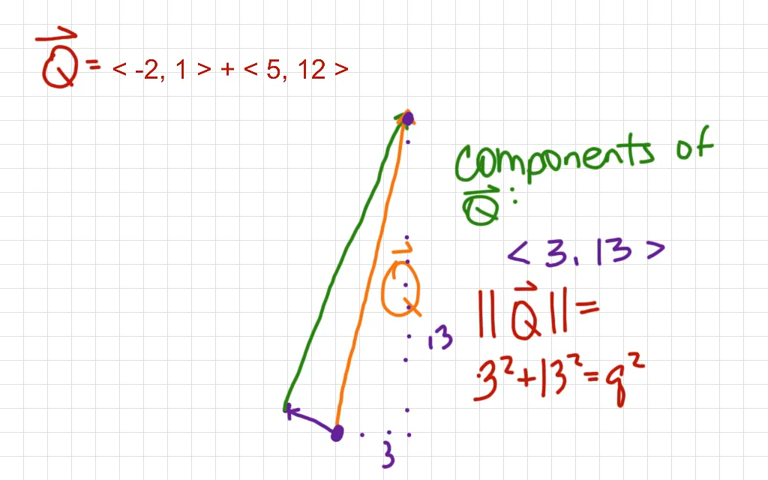 Q = < -2, 1 > + < 5, 12 >
Components of
Q:
< 3, 13 >
Q
||Q|| =
13
3² + 13² = q²
3